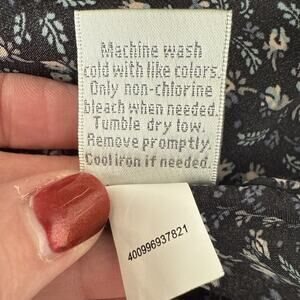 Machine wash
cold with like colors.
Only non-chlorine
bleach when needed.
Tumble dry low.
Remove promptly.
Cool iron if needed.
400996937821